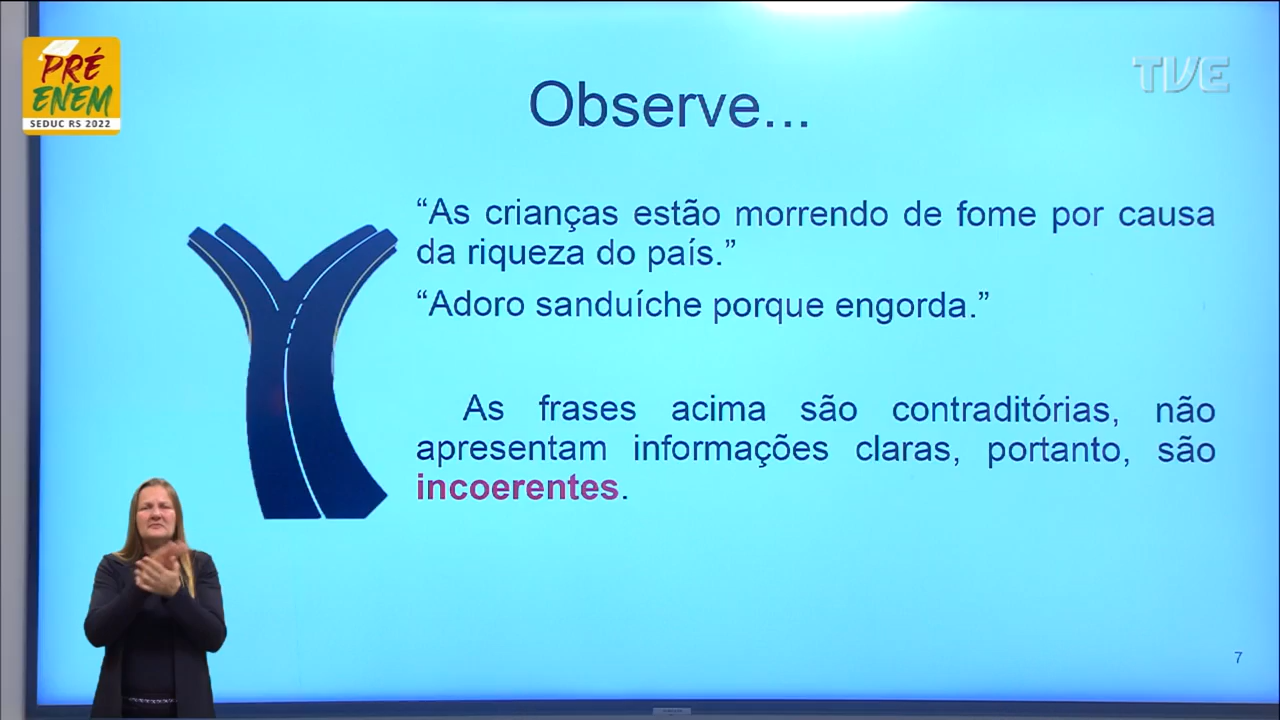 PRÉ
ENEM
SEDUC RS 2022
TVE
Observe...
“As crianças estão morrendo de fome por causa
da riqueza do país.”
“Adoro sanduíche porque engorda.”
As frases acima são contraditórias, não
apresentam informações claras, portanto, são
incoerentes.
7